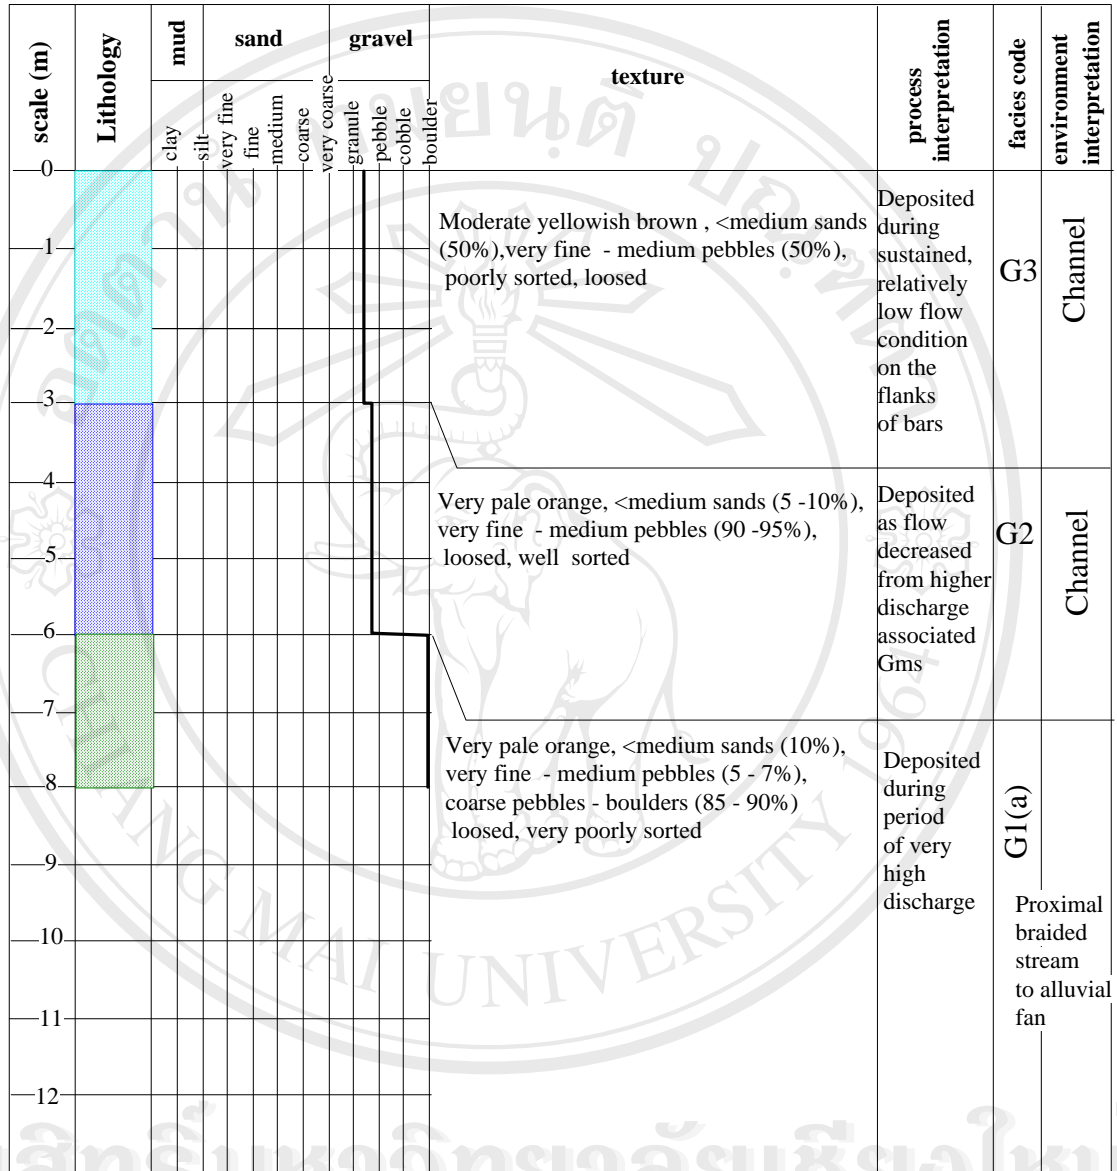 scale (m)
Lithology
mud
sand
gravel
texture
process
interpretation
facies code
environment
interpretation
clay
silt
very fine
fine
medium
coarse
very coarse
granule
pebble
cobble
boulder
0
1
2
3
4
5
6
7
8
9
10
11
12
Moderate yellowish brown , <medium sands
(50%),very fine - medium pebbles (50%),
poorly sorted, loosed
Deposited
during
sustained,
relatively
low flow
condition
on the
flanks
of bars
G3
Channel
Very pale orange, <medium sands (5 -10%),
very fine - medium pebbles (90 -95%),
loosed, well sorted
Deposited
as flow
decreased
from higher
discharge
associated
Gms
G2
Channel
Very pale orange, <medium sands (10%),
very fine - medium pebbles (5 - 7%),
coarse pebbles - boulders (85 - 90%)
loosed, very poorly sorted
Deposited
during
period
of very
high
discharge
G1(a)
Proximal
braided
stream
to alluvial
fan
CHIANG MAI UNIVERSITY 1964